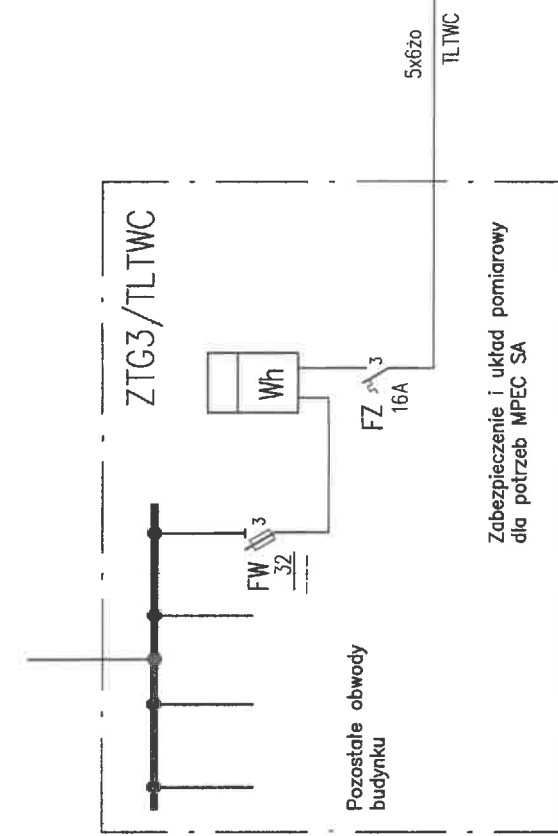 5x6żo
TLTWC
ZTG3/TLTWC
Wh
3
FZ
16A
3
FW
32
Pozostałe obwody
budynku
Zabezpieczenie i układ pomiarowy
dla potrzeb MPEC SA